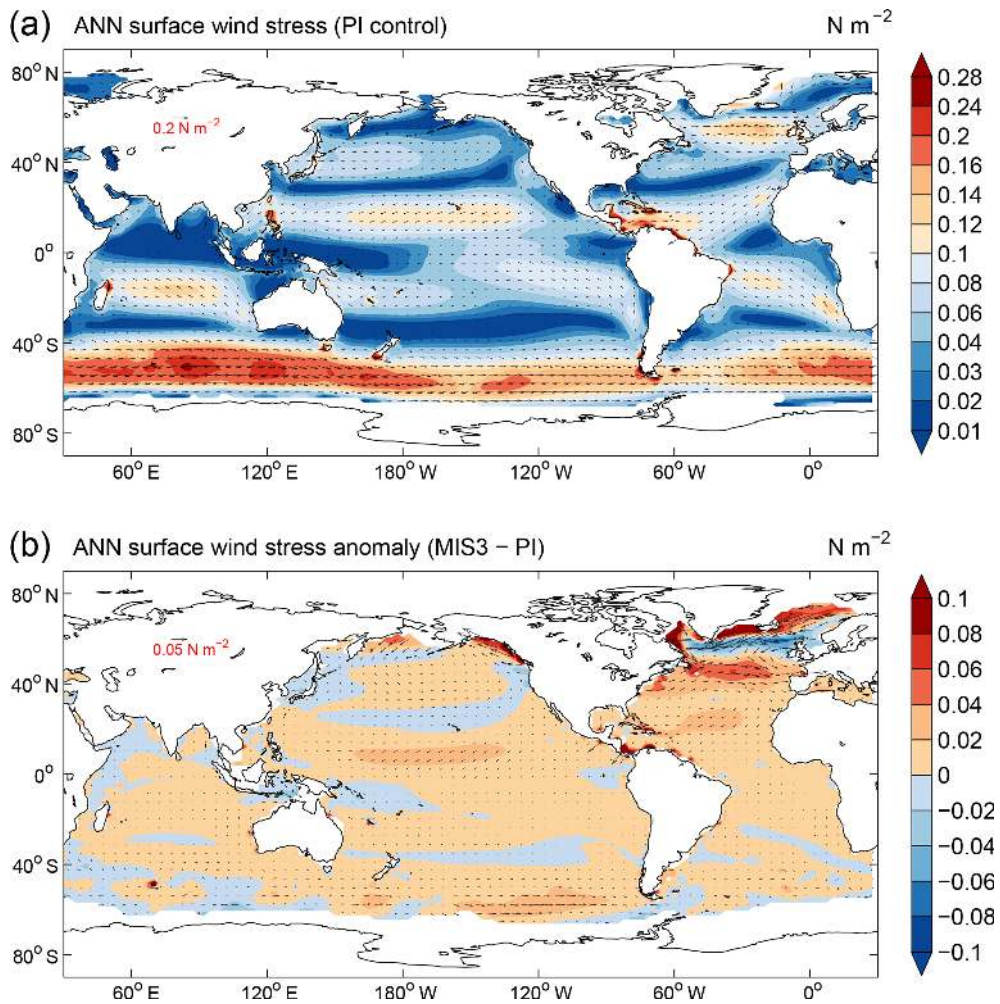 (a) ANN surface wind stress (PI control) N m⁻²
80° N
40° N
0°
40° S
80° S
0.2 N m⁻²
60° E 120° E 180° W 120° W 60° W 0°
0.28
0.24
0.2
0.16
0.14
0.12
0.1
0.08
0.06
0.04
0.03
0.02
0.01
(b) ANN surface wind stress anomaly (MIS3 − PI) N m⁻²
80° N
40° N
0°
40° S
80° S
0.05 N m⁻²
60° E 120° E 180° W 120° W 60° W 0°
0.1
0.08
0.06
0.04
0.02
0
−0.02
−0.04
−0.06
−0.08
−0.1